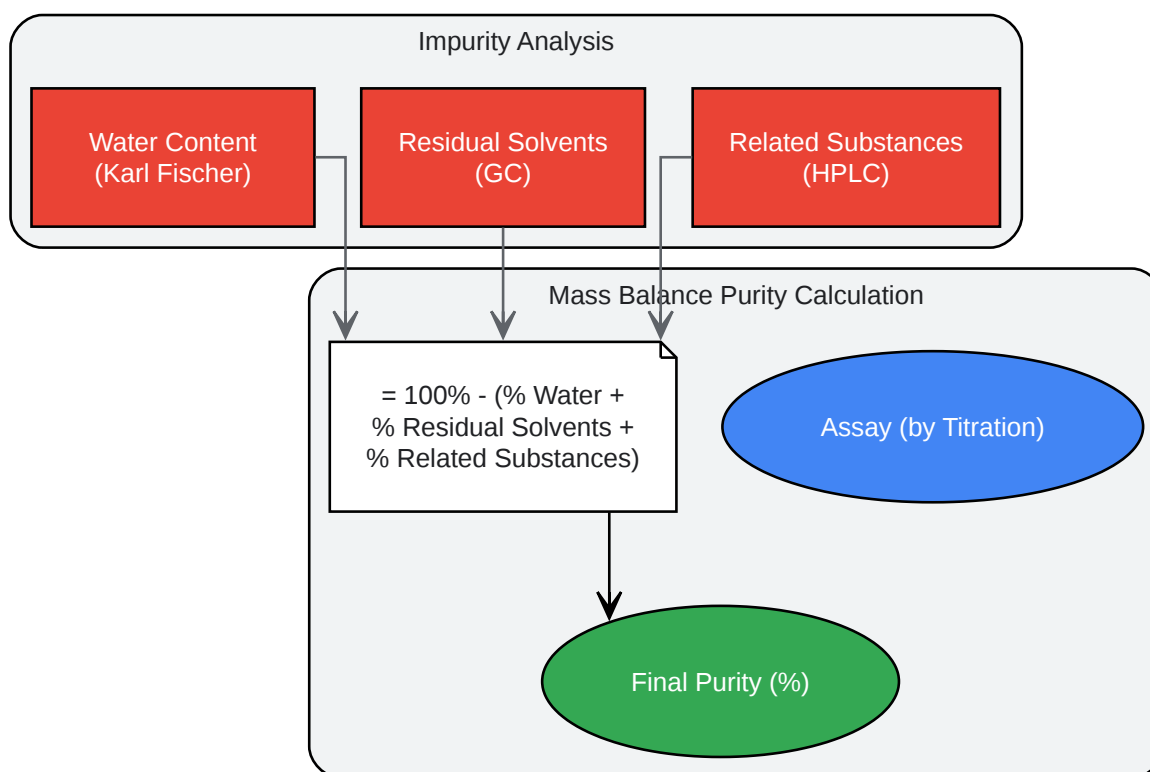 Impurity Analysis
Water Content
(Karl Fischer)
Residual Solvents
(GC)
Related Substances
(HPLC)
Mass Balance Purity Calculation
= 100% - (% Water +
% Residual Solvents +
% Related Substances)
Assay (by Titration)
Final Purity (%)